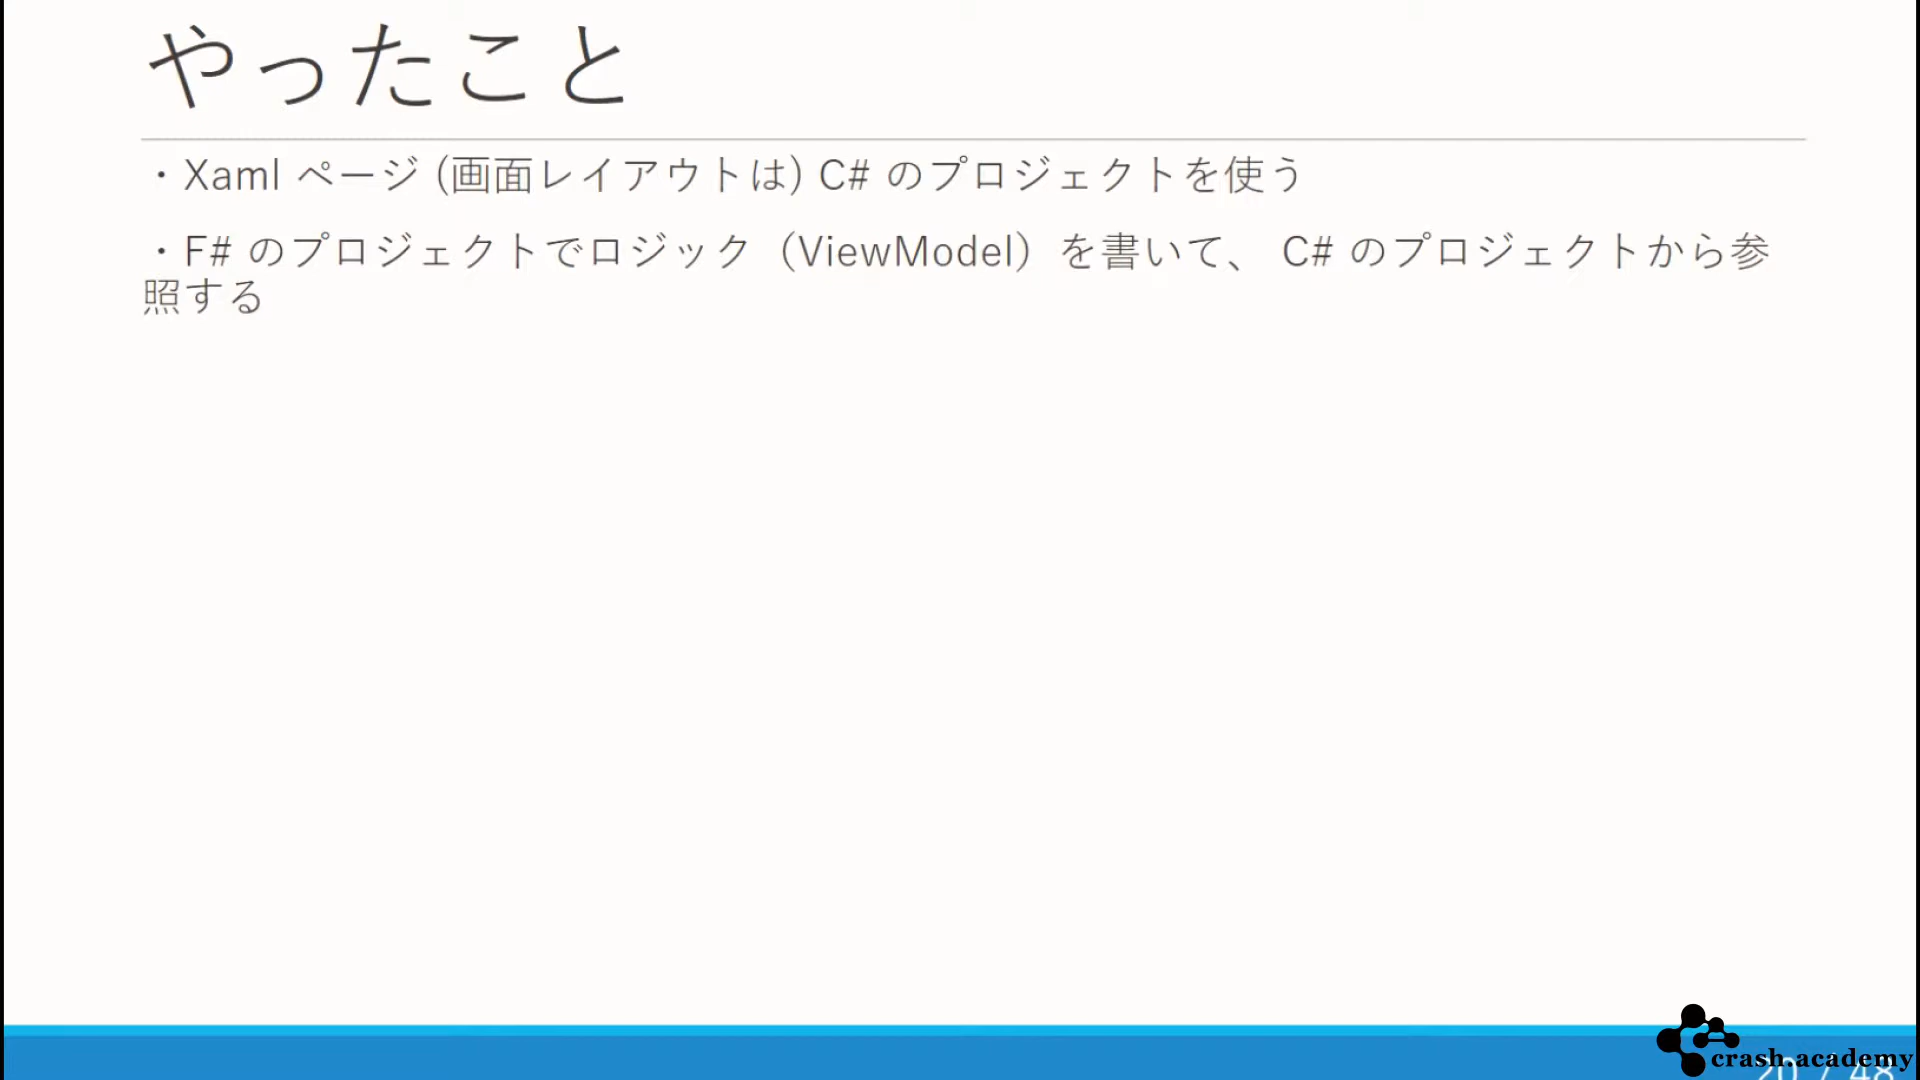 やったこと
・Xaml ページ (画面レイアウトは) C# のプロジェクトを使う
・F# のプロジェクトでロジック（ViewModel）を書いて、 C# のプロジェクトから参
照する
crash.academy
20 / 48